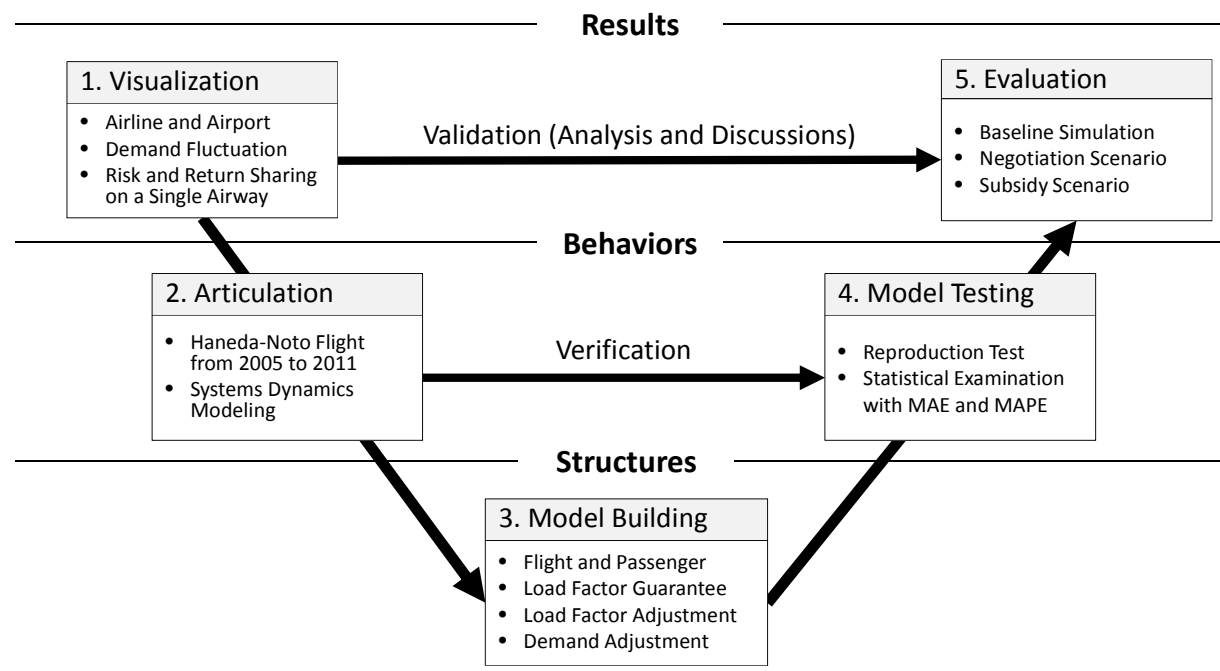 Results
1. Visualization
• Airline and Airport
• Demand Fluctuation
• Risk and Return Sharing
on a Single Airway
Validation (Analysis and Discussions)
5. Evaluation
• Baseline Simulation
• Negotiation Scenario
• Subsidy Scenario
Behaviors
2. Articulation
• Haneda-Noto Flight
from 2005 to 2011
• Systems Dynamics
Modeling
Verification
4. Model Testing
• Reproduction Test
• Statistical Examination
with MAE and MAPE
Structures
3. Model Building
• Flight and Passenger
• Load Factor Guarantee
• Load Factor Adjustment
• Demand Adjustment